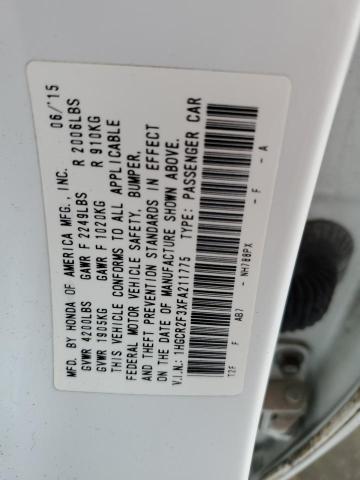 MFD. BY HONDA OF AMERICA MFG., INC. 06/'15
GVWR 4200LBS GAWR F 2249LBS R 2006LBS
GVWR 1905KG GAWR F 1020KG R 910KG
THIS VEHICLE CONFORMS TO ALL APPLICABLE
FEDERAL MOTOR VEHICLE SAFETY, BUMPER,
AND THEFT PREVENTION STANDARDS IN EFFECT
ON THE DATE OF MANUFACTURE SHOWN ABOVE.
V.I.N.: 1HGCR2F3XFA211775 TYPE: PASSENGER CAR
T2F F AB7 - NH788PX - F - A